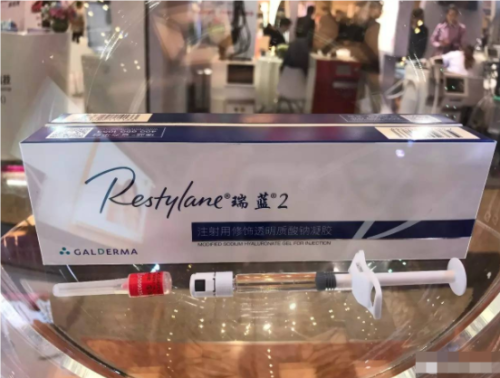 Restylane® 瑞蓝® 2
注射用修饰透明质酸钠凝胶
MODIFIED SODIUM HYALURONATE GEL FOR INJECTION
GALDERMA